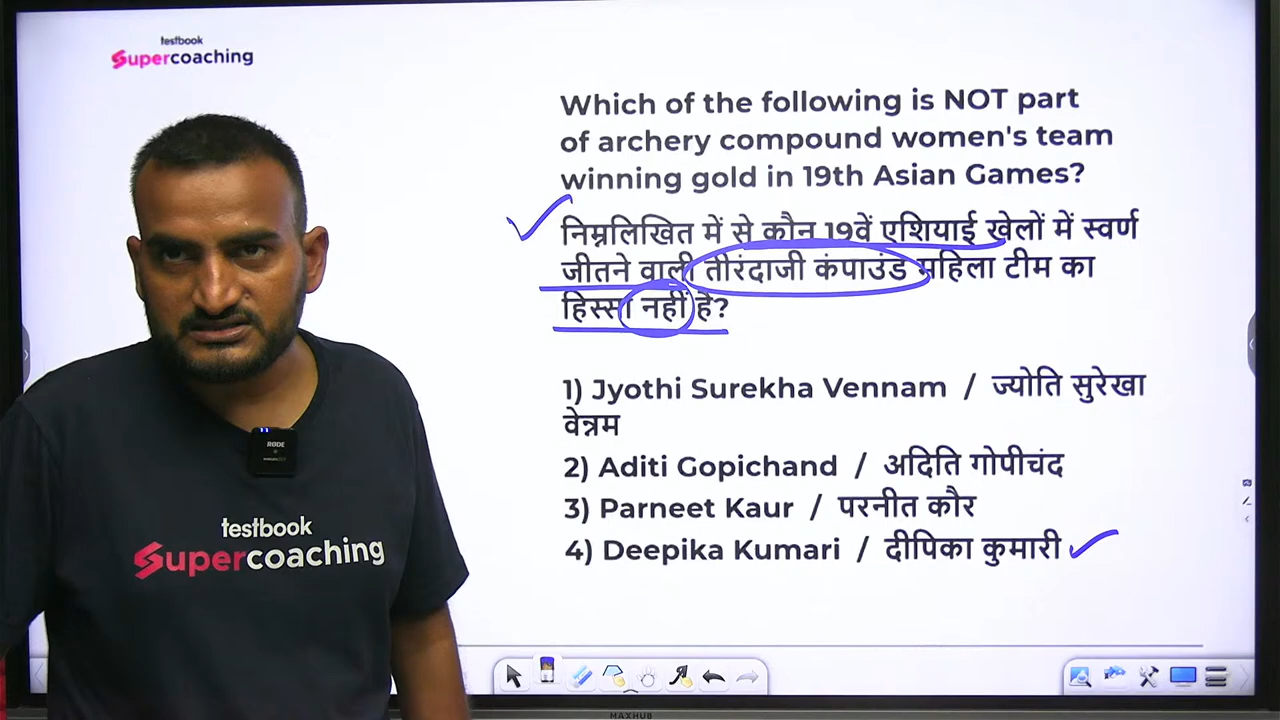 testbook
Supercoaching
Which of the following is NOT part
of archery compound women's team
winning gold in 19th Asian Games?
निम्नलिखित में से कौन 19वें एशियाई खेलों में स्वर्ण
जीतने वाली तीरंदाजी कंपाउंड महिला टीम का
हिस्सा नहीं है?
1) Jyothi Surekha Vennam / ज्योति सुरेखा
वेन्नम
2) Aditi Gopichand / अदिति गोपीचंद
3) Parneet Kaur / परनीत कौर
4) Deepika Kumari / दीपिका कुमारी
RODE
testbook
Supercoaching
MAXHUB